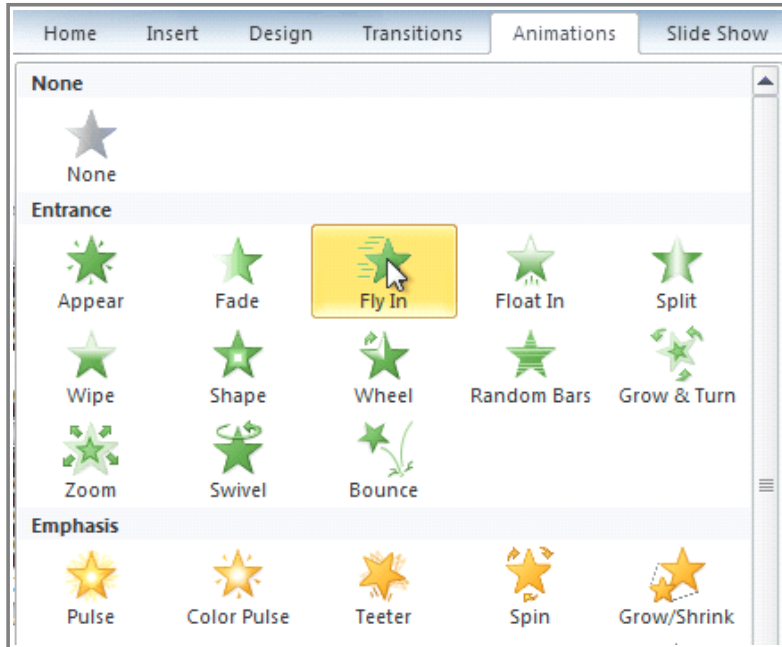 Home Insert Design Transitions Animations Slide Show
None
None
Entrance
Appear Fade Fly In Float In Split
Wipe Shape Wheel Random Bars Grow & Turn
Zoom Swivel Bounce
Emphasis
Pulse Color Pulse Teeter Spin Grow/Shrink